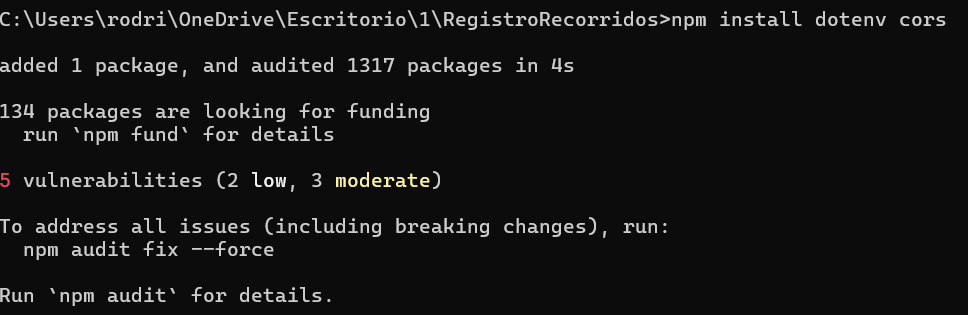 C:\Users\rodri\OneDrive\Escritorio\1\RegistroRecorridos>npm install dotenv cors
added 1 package, and audited 1317 packages in 4s
134 packages are looking for funding
  run `npm fund` for details
5 vulnerabilities (2 low, 3 moderate)
To address all issues (including breaking changes), run:
  npm audit fix --force
Run `npm audit` for details.